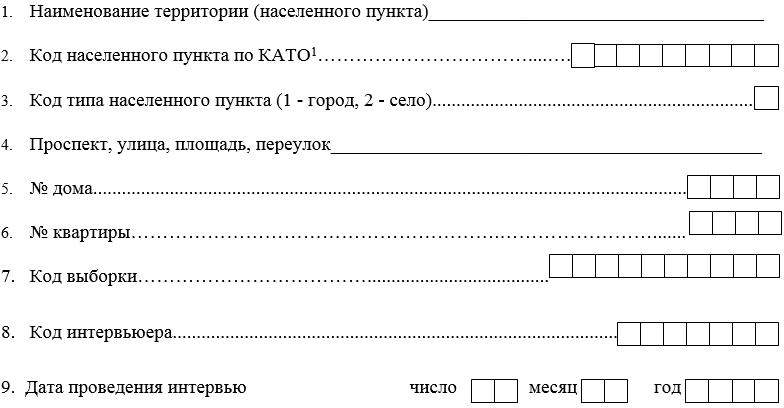 1. Наименование территории (населенного пункта)___________________________________
2. Код населенного пункта по КАТО¹……………………………....….
3. Код типа населенного пункта (1 - город, 2 - село)....................................................................
4. Проспект, улица, площадь, переулок_____________________________________________
5. № дома..............................................................................................................................
6. № квартиры…………………………………………………………………….......
7. Код выборки………………………………......................................
8. Код интервьюера..............................................................................................
9. Дата проведения интервью число месяц год